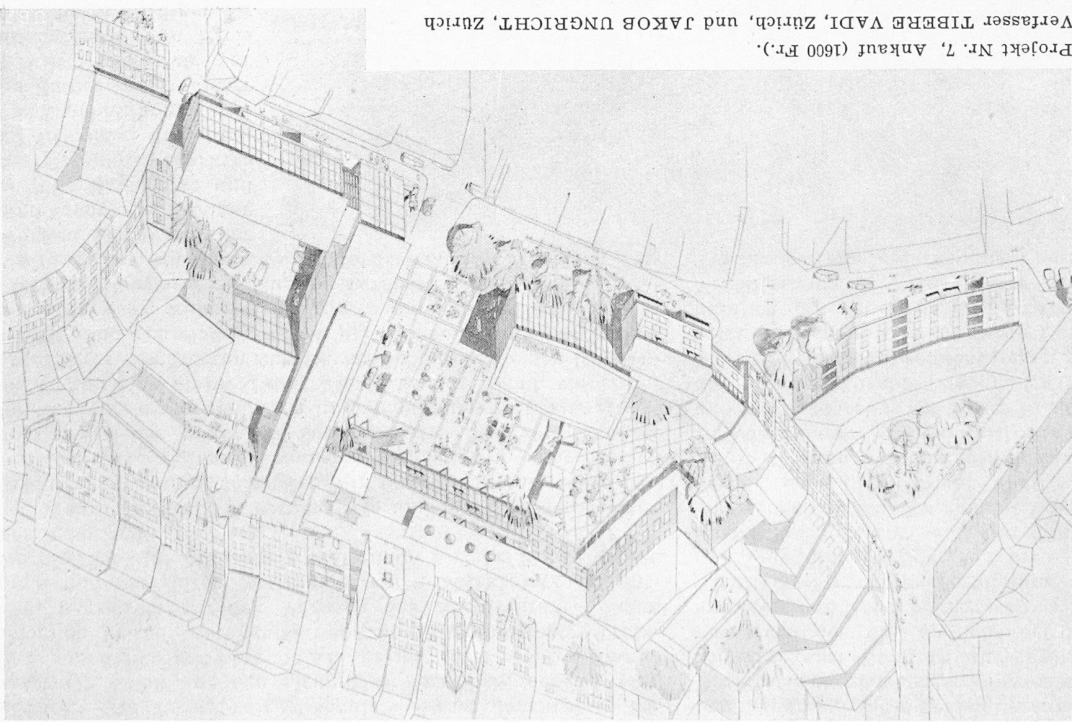 Projekt Nr. 7, Ankauf (1600 Fr.).
Verfasser TIBERE VADI, Zürich, und JAKOB UNGRICHT, Zürich